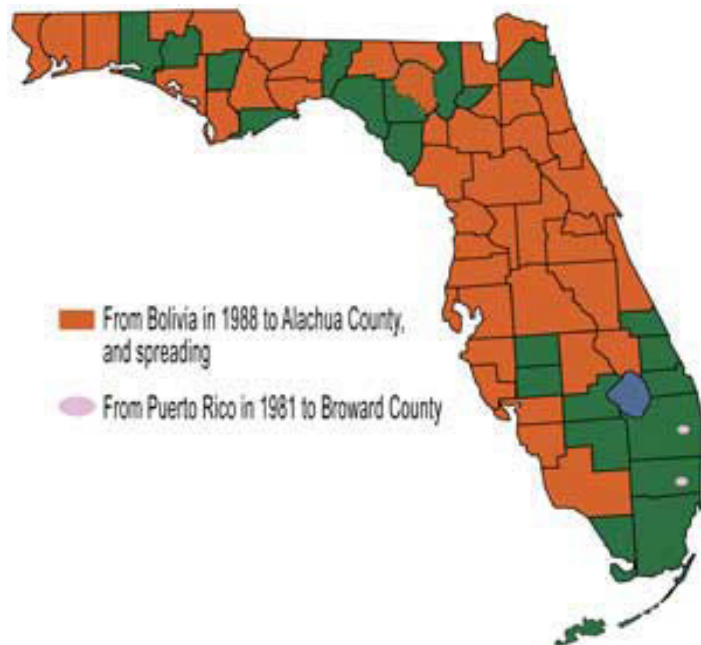 From Bolivia in 1988 to Alachua County,
and spreading
From Puerto Rico in 1981 to Broward County